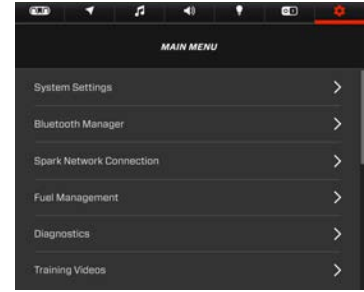 MAIN MENU
System Settings
Bluetooth Manager
Spark Network Connection
Fuel Management
Diagnostics
Training Videos